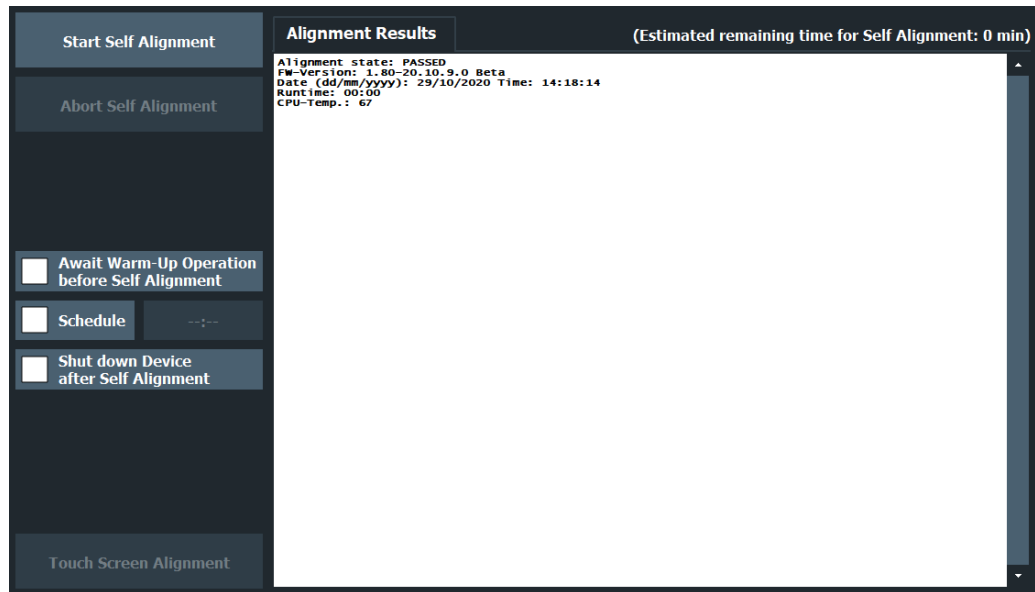 Start Self Alignment
Abort Self Alignment
Await Warm-Up Operation
before Self Alignment
Schedule
--:--
Shut down Device
after Self Alignment
Touch Screen Alignment
Alignment Results
(Estimated remaining time for Self Alignment: 0 min)
Alignment state: PASSED
FW-Version: 1.80-20.10.9.0 Beta
Date (dd/mm/yyyy): 29/10/2020 Time: 14:18:14
Runtime: 00:00
CPU-Temp.: 67